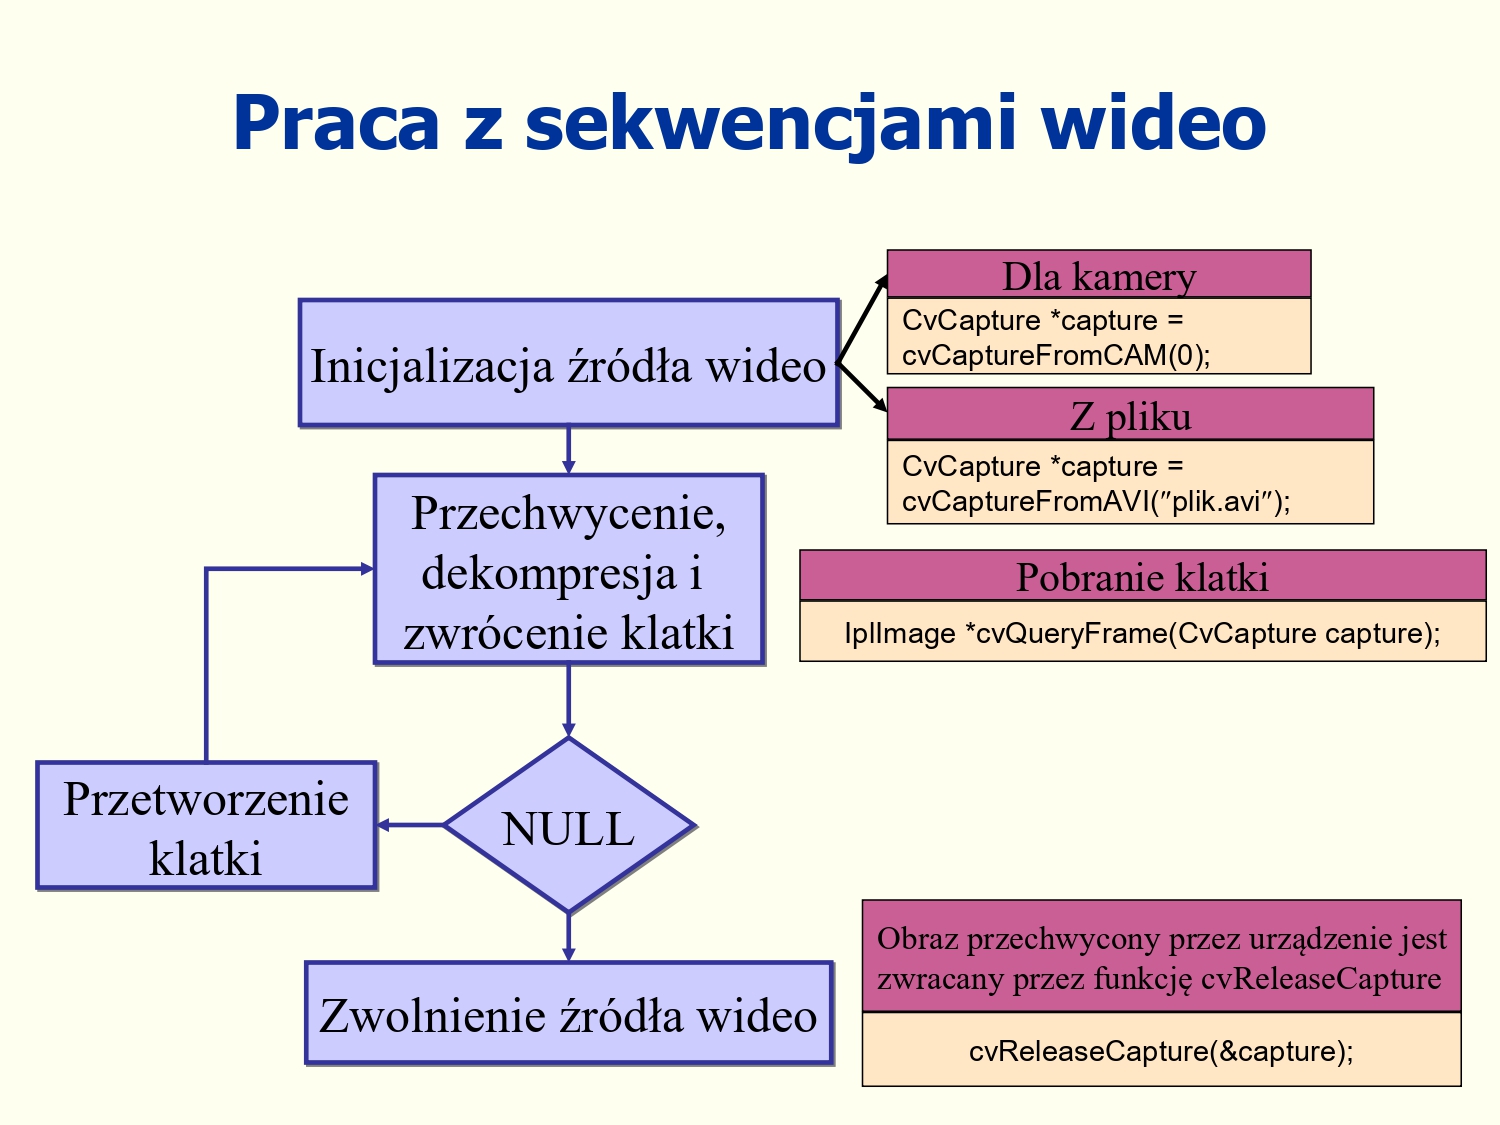 Praca z sekwencjami wideo
Inicjalizacja źródła wideo
Dla kamery
CvCapture *capture =
cvCaptureFromCAM(0);
Z pliku
CvCapture *capture =
cvCaptureFromAVI(″plik.avi″);
Przechwycenie,
dekompresja i
zwrócenie klatki
Pobranie klatki
IplImage *cvQueryFrame(CvCapture capture);
NULL
Przetworzenie
klatki
Zwolnienie źródła wideo
Obraz przechwycony przez urządzenie jest
zwracany przez funkcję cvReleaseCapture
cvReleaseCapture(&capture);